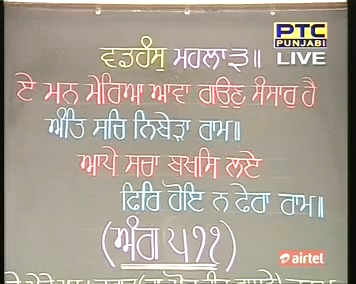 PTC
PUNJABI
LIVE
ਵਡਹੰਸੁ ਮਹਲਾ ੩॥
ਏ ਮਨ ਮੇਰਿਆ ਆਵਾ ਗਉਣੁ ਸੰਸਾਰੁ ਹੈ
ਅੰਤਿ ਸਚਿ ਨਿਬੇੜਾ ਰਾਮ॥
ਆਪੇ ਸਚਾ ਬਖਸਿ ਲਏ
ਫਿਰਿ ਹੋਇ ਨ ਫੇਰਾ ਰਾਮ॥
(ਅੰਗ ੫੭੧)
airtel